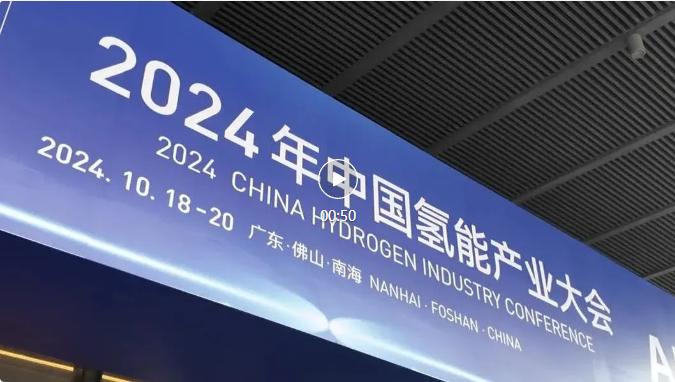 2024年中国氢能产业大会
2024 CHINA HYDROGEN INDUSTRY CONFERENCE
2024. 10. 18-20 广东·佛山·南海 NANHAI · FOSHAN · CHINA
00:50